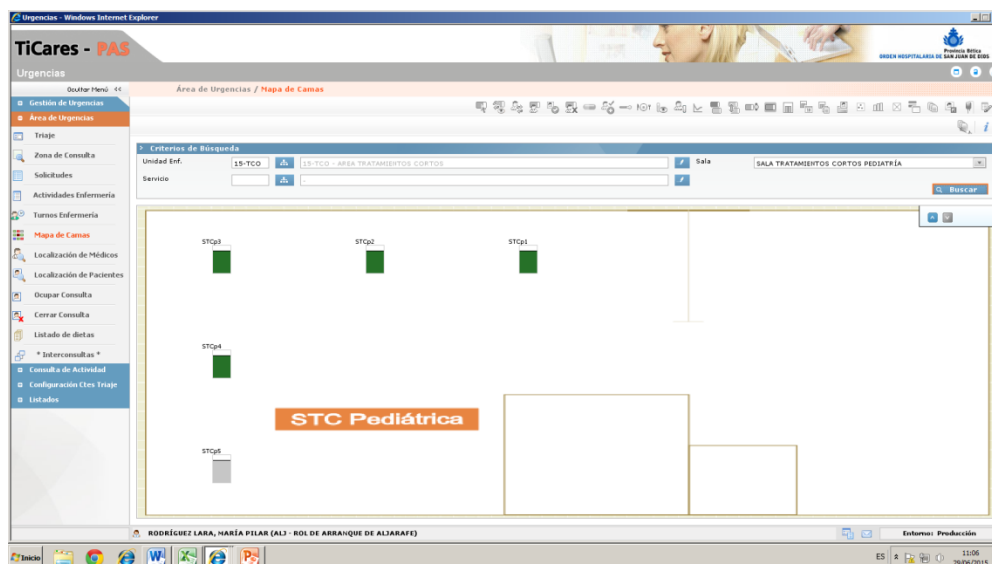 Urgencias - Windows Internet Explorer
TiCares - PAS
Provincia Bética
ORDEN HOSPITALARIA DE SAN JUAN DE DIOS
Urgencias
Ocultar Menú <<
Área de Urgencias / Mapa de Camas
Gestión de Urgencias
Área de Urgencias
Triaje
Zona de Consulta
Solicitudes
Actividades Enfermería
Turnos Enfermería
Mapa de Camas
Localización de Médicos
Localización de Pacientes
Ocupar Consulta
Cerrar Consulta
Listado de dietas
* Interconsultas *
Consulta de Actividad
Configuración Ctes Triaje
Listados
> Criterios de Búsqueda
Unidad Enf. 15-TCO 15-TCO - AREA TRATAMIENTOS CORTOS Sala SALA TRATAMIENTOS CORTOS PEDIATRÍA
Servicio -
Buscar
STCp3 STCp2 STCp1
STCp4
STC Pediátrica
STCp5
RODRÍGUEZ LARA, MARÍA PILAR (ALJ - ROL DE ARRANQUE DE ALJARAFE) Entorno: Producción
Inicio ES 11:06
29/06/2015